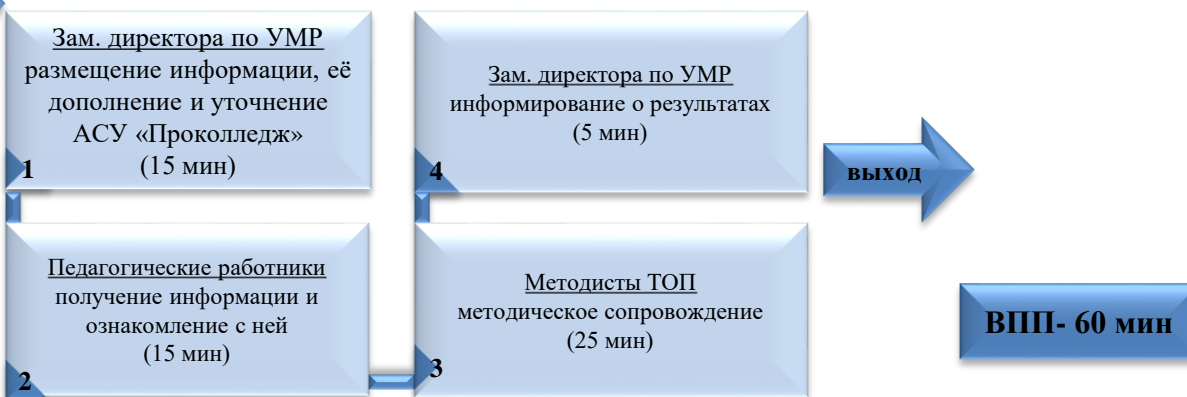 Зам. директора по УМР
размещение информации, её
дополнение и уточнение
АСУ «Проколледж»
(15 мин)
1
Педагогические работники
получение информации и
ознакомление с ней
(15 мин)
2
Методисты ТОП
методическое сопровождение
(25 мин)
3
Зам. директора по УМР
информирование о результатах
(5 мин)
4
выход
ВПП- 60 мин